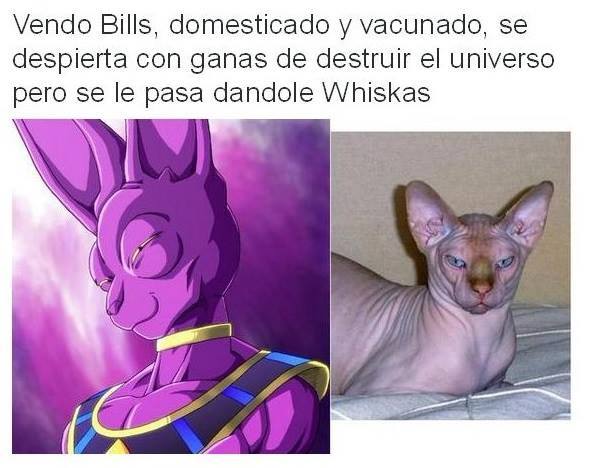 Vendo Bills, domesticado y vacunado, se
despierta con ganas de destruir el universo
pero se le pasa dandole Whiskas